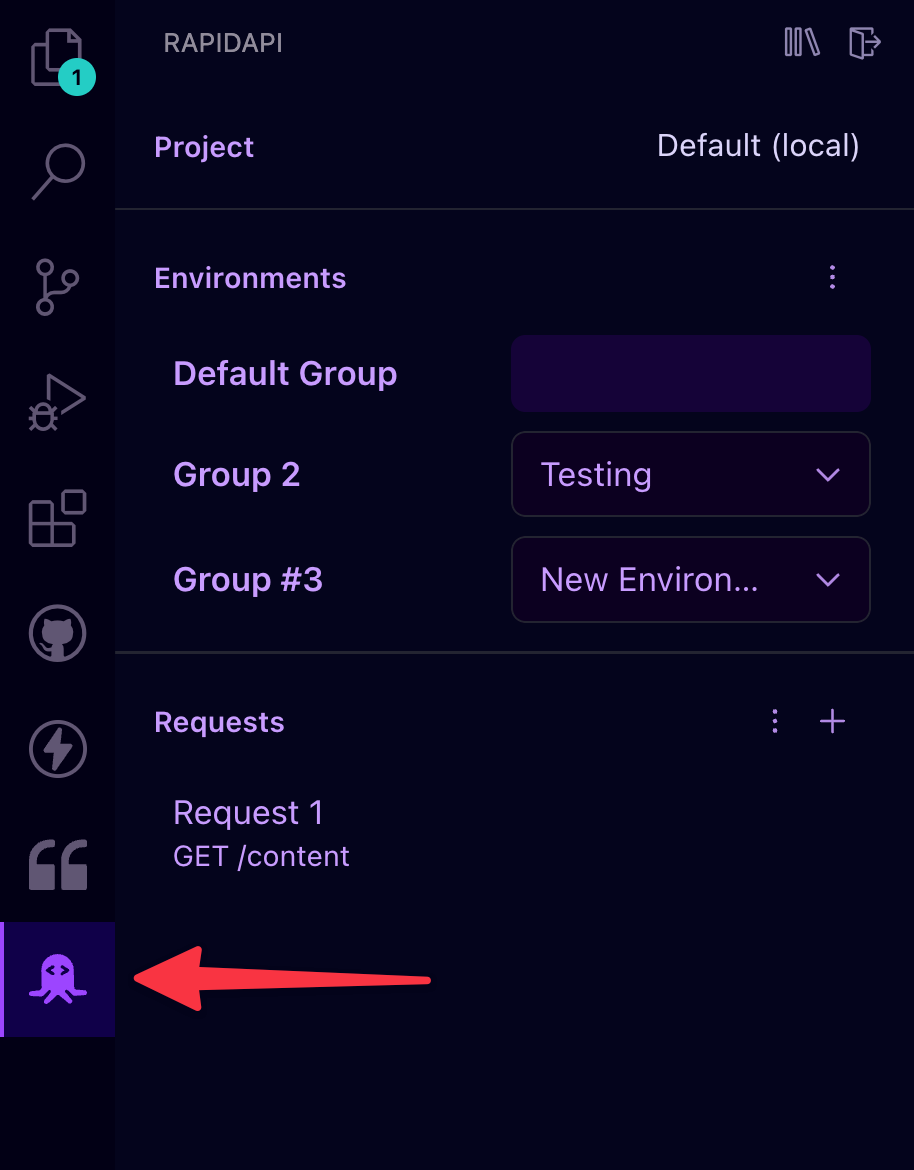 1
RAPIDAPI
Project
Default (local)
Environments
Default Group
Group 2
Testing
Group #3
New Environ...
Requests
Request 1
GET /content